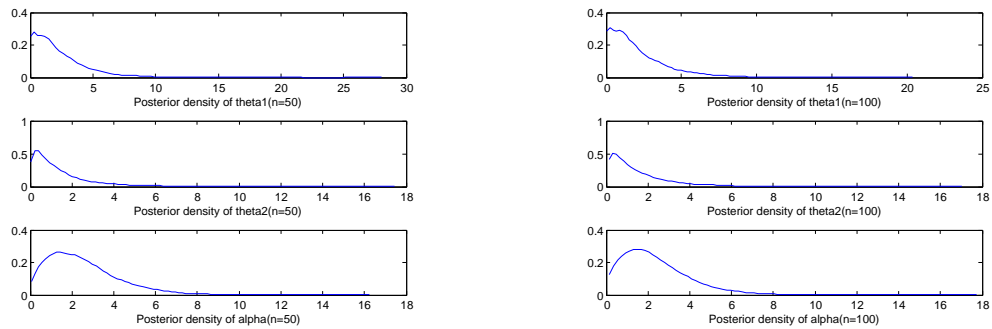 0.4
0.2
0
0 5 10 15 20 25 30
Posterior density of theta1(n=50)
0.4
0.2
0
0 5 10 15 20 25
Posterior density of theta1(n=100)
1
0.5
0
0 2 4 6 8 10 12 14 16 18
Posterior density of theta2(n=50)
1
0.5
0
0 2 4 6 8 10 12 14 16 18
Posterior density of theta2(n=100)
0.4
0.2
0
0 2 4 6 8 10 12 14 16 18
Posterior density of alpha(n=50)
0.4
0.2
0
0 2 4 6 8 10 12 14 16 18
Posterior density of alpha(n=100)